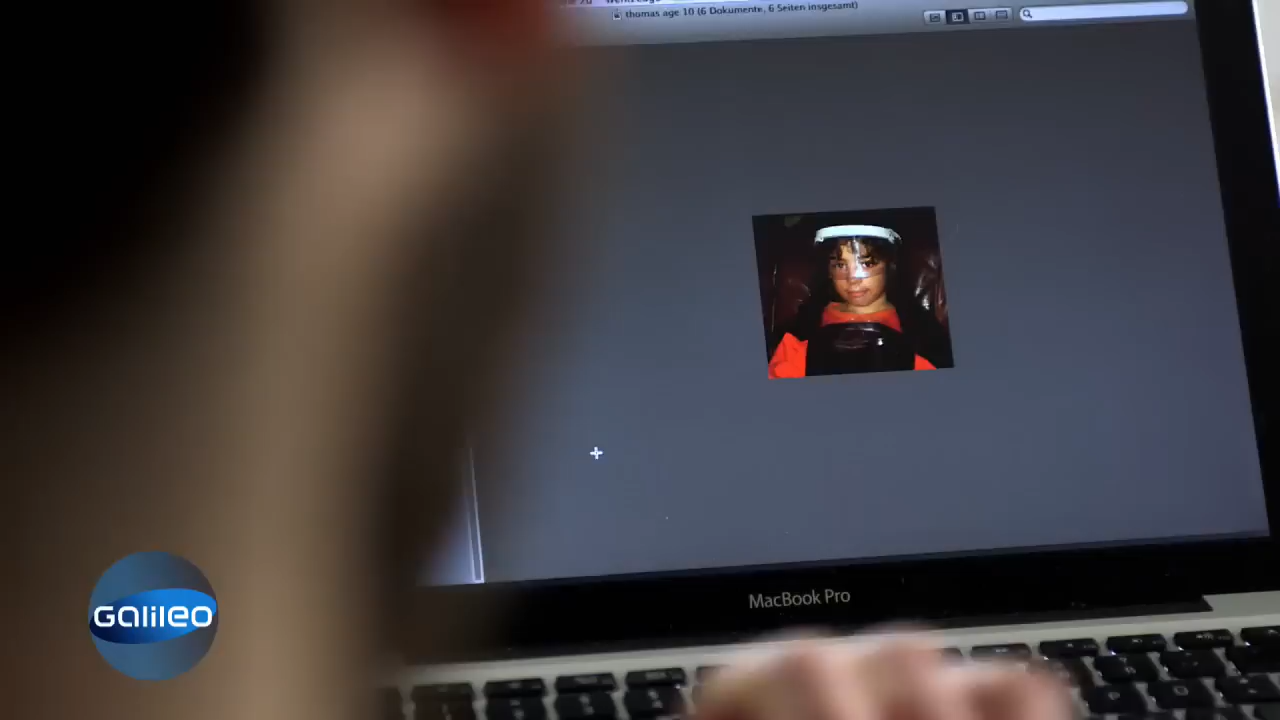 thomas age 10 (6 Dokumente, 6 Seiten insgesamt)
MacBook Pro
Galileo